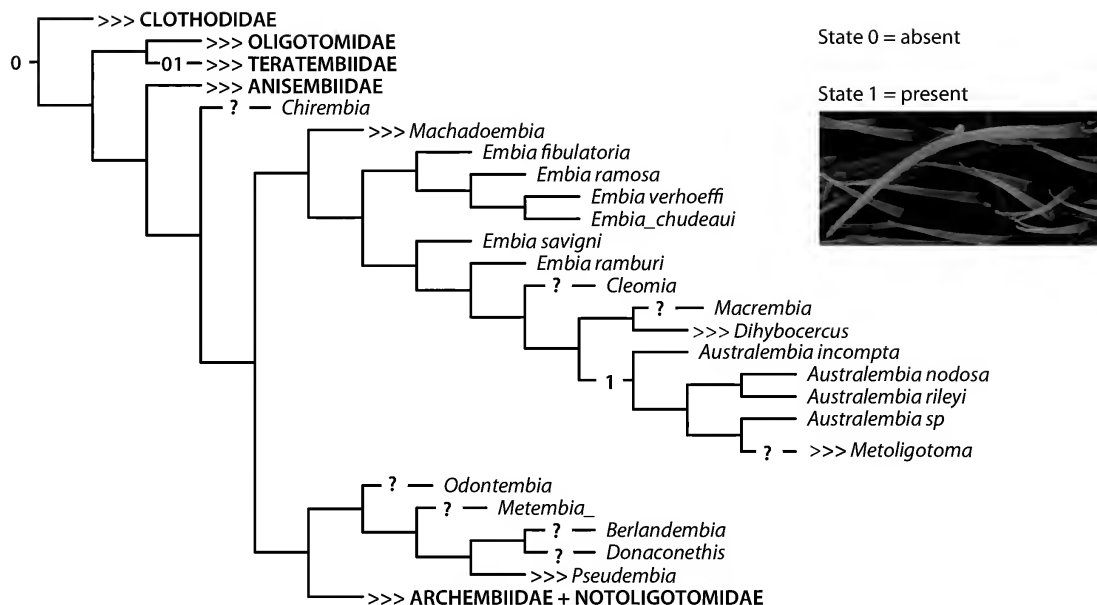 >>> CLOTHODIDAE
0
>>> OLIGOTOMIDAE
01 >>> TERATEMBIIDAE
>>> ANISEMBIIDAE
? Chirembia
>>> Machadoembia
Embia fibulatoria
Embia ramosa
Embia verhoeffi
Embia_chudeaui
Embia savigni
Embia ramburi
? Cleomia
? Macrembia
>>> Dihybocercus
Australembia incompta
1
Australembia nodosa
Australembia rileyi
Australembia sp
? >>> Metoligotoma
? Odontembia
? Metembia_
? Berlandembia
? Donaconethis
>>> Pseudembia
>>> ARCHEMBIIDAE + NOTOLIGOTOMIDAE
State 0 = absent
State 1 = present